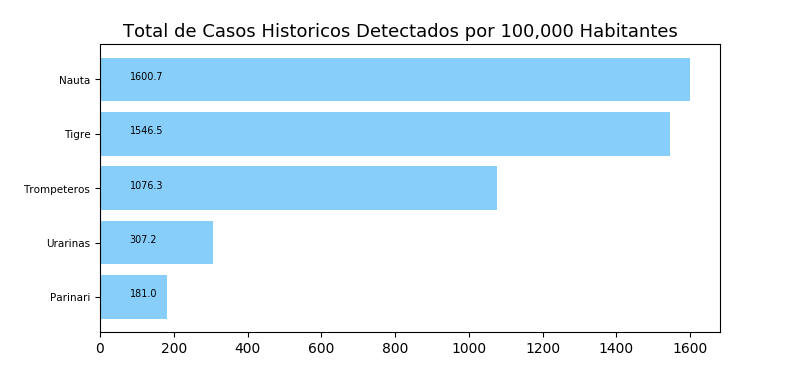 Total de Casos Historicos Detectados por 100,000 Habitantes
Nauta 1600.7
Tigre 1546.5
Trompeteros 1076.3
Urarinas 307.2
Parinari 181.0
0 200 400 600 800 1000 1200 1400 1600